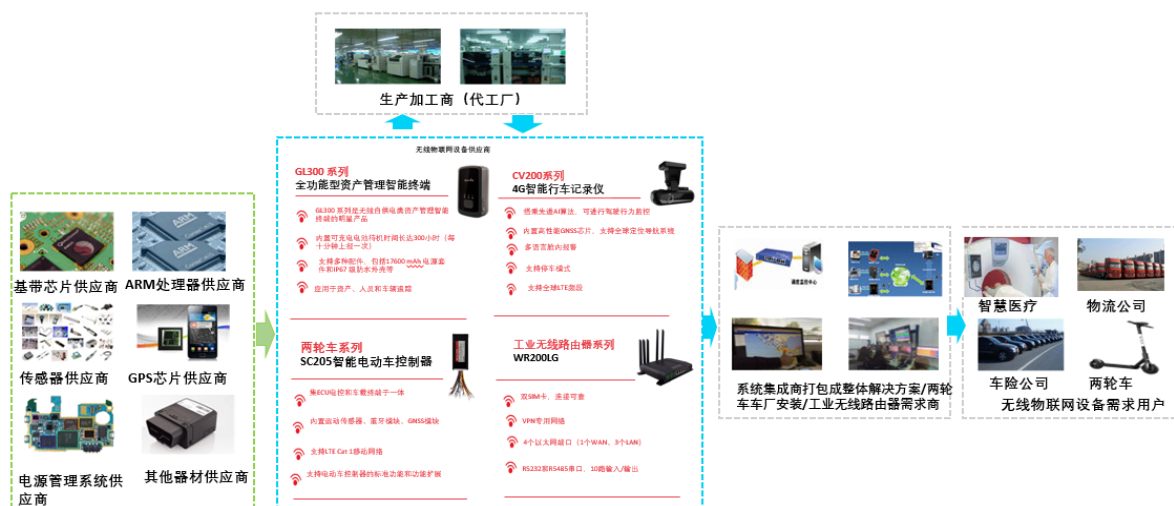 生产加工商（代工厂）
无线物联网设备供应商
GL300 系列
全功能型资产管理智能终端
GL300 系列是无线自供电类资产管理智能
终端的明星产品
内置可充电电池待机时间长达300小时（每
十分钟上报一次）
支持多种配件，包括17600 mAh 电源套
件和IP67 级防水外壳等
应用于资产、人员和车辆追踪
CV200系列
4G智能行车记录仪
搭乘先进AI算法，可进行驾驶行为监控
内置高性能GNSS芯片，支持全球定位导航系统
多语言舱内报警
支持停车模式
支持全球LTE频段
两轮车系列
SC205智能电动车控制器
集ECU电控和车载终端于一体
内置运动传感器、蓝牙模块、GNSS模块
支持LTE Cat 1移动网络
支持电动车控制器的标准功能和功能扩展
工业无线路由器系列
WR200LG
双SIM卡，连接可靠
VPN专用网络
4个以太网端口（1个WAN、3个LAN）
RS232和RS485串口，10路输入/输出
ARM
ARM
基带芯片供应商
ARM处理器供应商
传感器供应商
GPS芯片供应商
电源管理系统供
应商
其他器材供应商
调度监控中心
系统集成商打包成整体解决方案/两轮
车车厂安装/工业无线路由器需求商
智慧医疗
物流公司
车险公司
两轮车
无线物联网设备需求用户